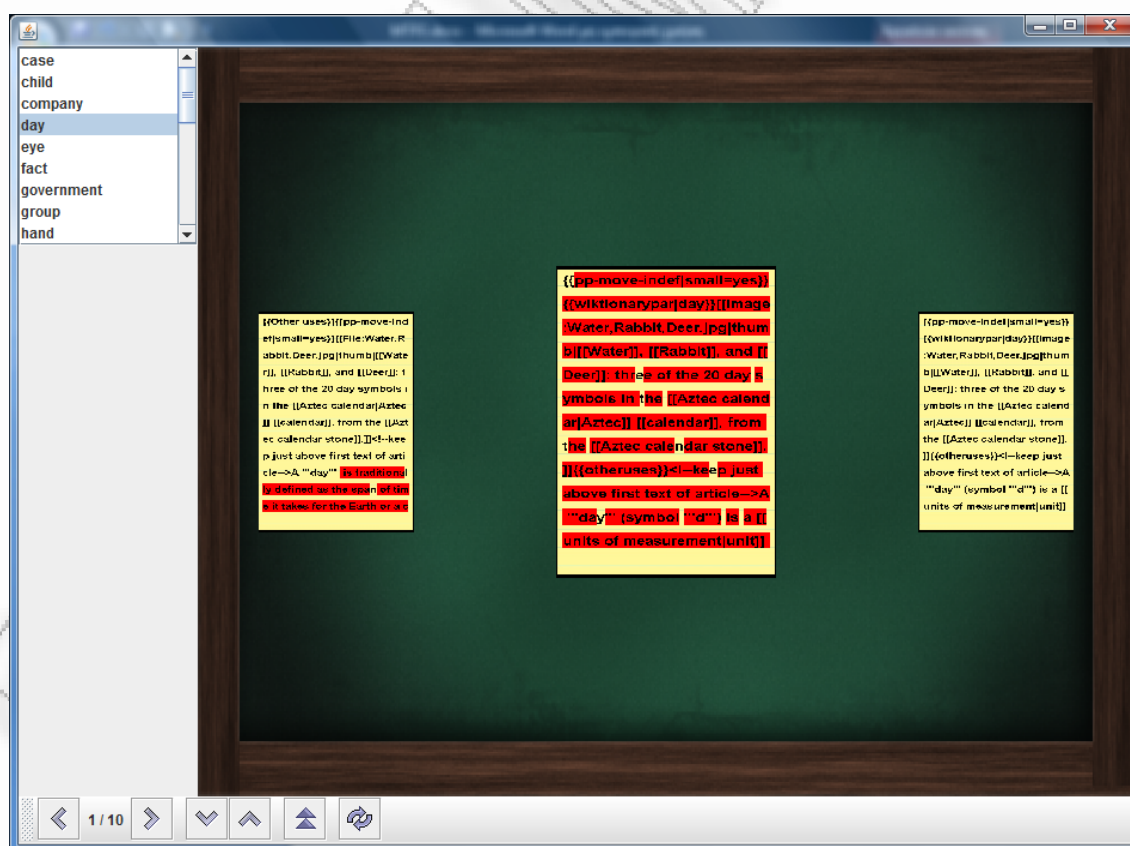 case
child
company
day
eye
fact
government
group
hand
{{Other uses}}{{pp-move-ind
ef|small=yes}}[[File:Water,R
abbit,Deer.jpg|thumb|[[Wate
r]], [[Rabbit]], and [[Deer]]: t
hree of the 20 day symbols i
n the [[Aztec calendar|Aztec
]] [[calendar]], from the [[Azt
ec calendar stone]].]]<!--kee
p just above first text of arti
cle-->A '''day''' is traditional
ly defined as the span of tim
e it takes for the Earth or a c
{{pp-move-indef|small=yes}}
{{wiktionarypar|day}}[[Image
:Water,Rabbit,Deer.jpg|thum
b|[[Water]], [[Rabbit]], and [[
Deer]]: three of the 20 day s
ymbols in the [[Aztec calend
ar|Aztec]] [[calendar]], from
the [[Aztec calendar stone]].
]]{{otheruses}}<!--keep just
above first text of article-->A
'''day''' (symbol '''d''') is a [[
units of measurement|unit]]
{{pp-move-indef|small=yes}}
{{wiktionarypar|day}}[[Image
:Water,Rabbit,Deer.jpg|thum
b|[[Water]], [[Rabbit]], and [[
Deer]]: three of the 20 day s
ymbols in the [[Aztec calend
ar|Aztec]] [[calendar]], from
the [[Aztec calendar stone]].
]]{{otheruses}}<!--keep just
above first text of article-->A
'''day''' (symbol '''d''') is a [[
units of measurement|unit]]
1 / 10